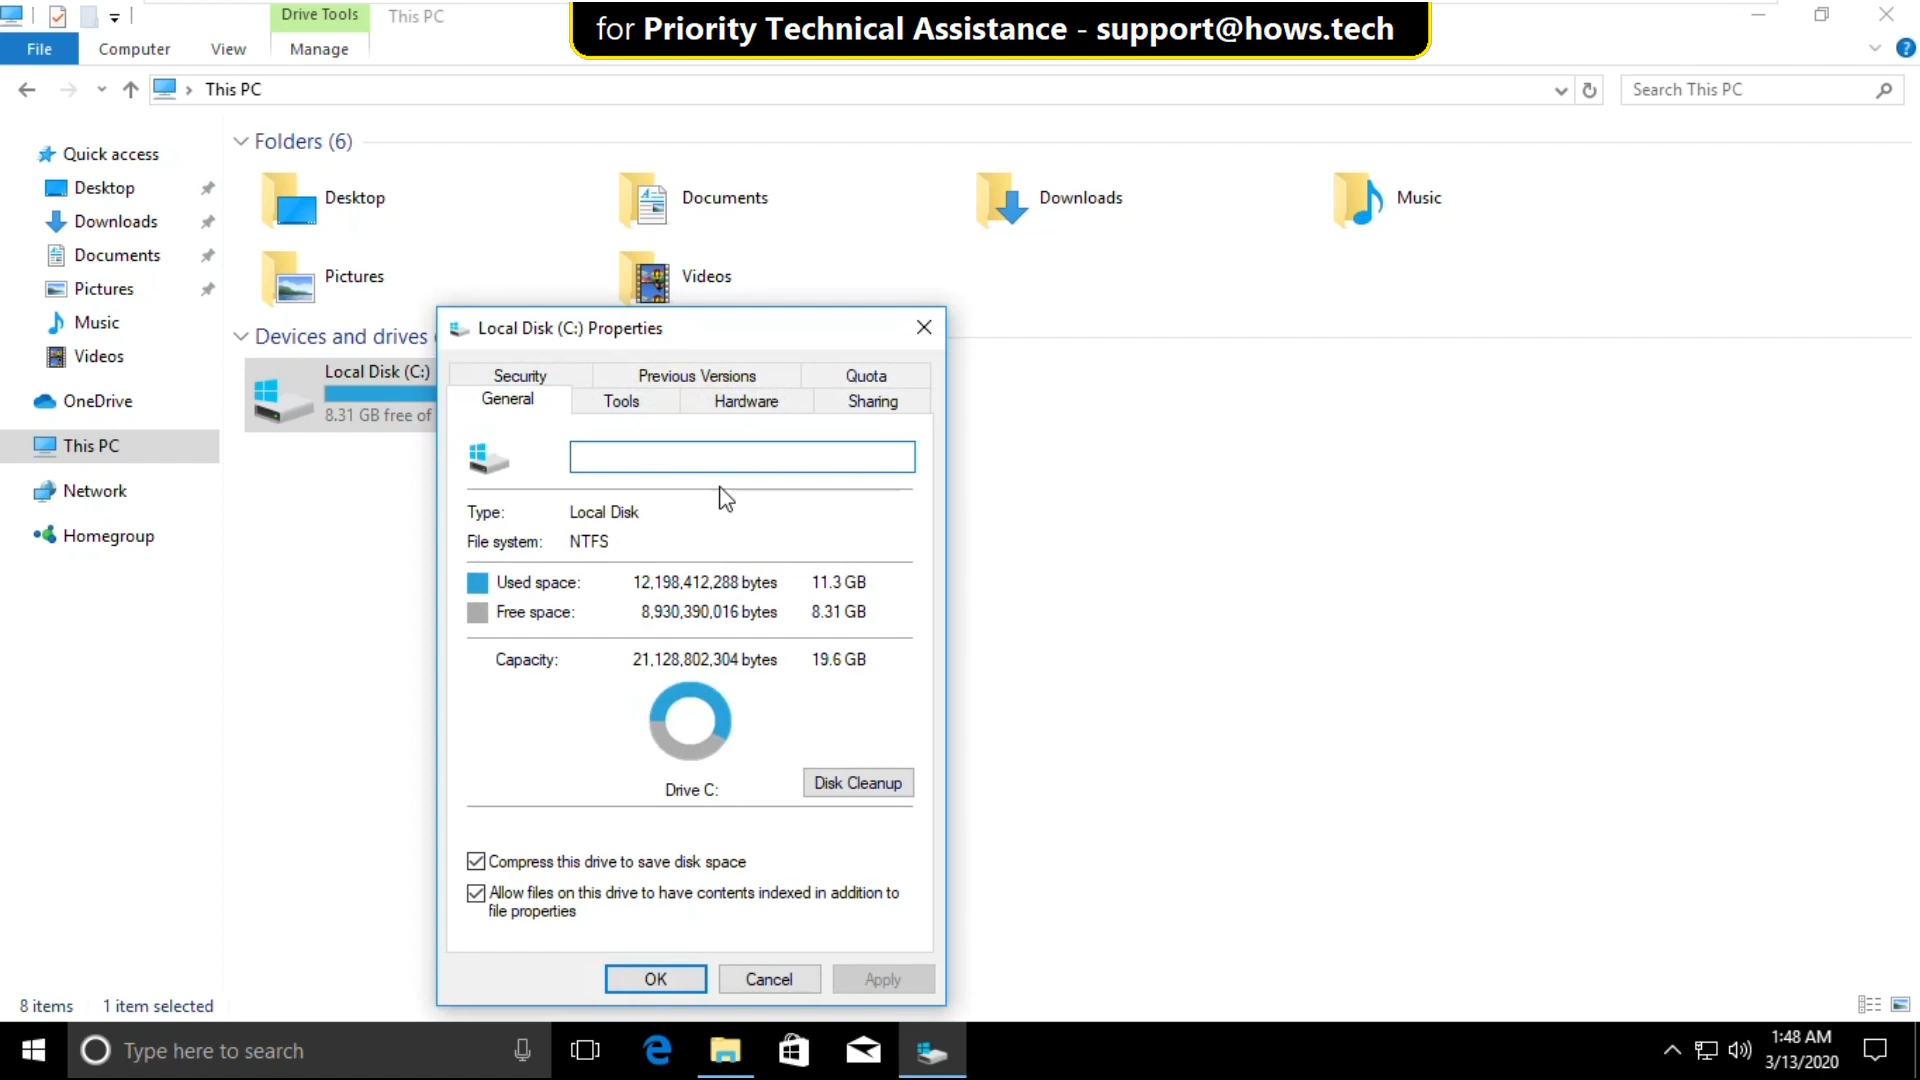 Drive Tools
This PC
for Priority Technical Assistance - support@hows.tech
File
Computer
View
Manage
?
This PC
Search This PC
Quick access
Desktop
Downloads
Documents
Pictures
Music
Videos
OneDrive
This PC
Network
Homegroup
Folders (6)
Desktop
Documents
Downloads
Music
Pictures
Videos
Devices and drives
Local Disk (C:)
8.31 GB free of
Local Disk (C:) Properties
Security
Previous Versions
Quota
General
Tools
Hardware
Sharing
Type: Local Disk
File system: NTFS
Used space: 12,198,412,288 bytes 11.3 GB
Free space: 8,930,390,016 bytes 8.31 GB
Capacity: 21,128,802,304 bytes 19.6 GB
Drive C:
Disk Cleanup
Compress this drive to save disk space
Allow files on this drive to have contents indexed in addition to
file properties
OK
Cancel
Apply
8 items
1 item selected
Type here to search
1:48 AM
3/13/2020